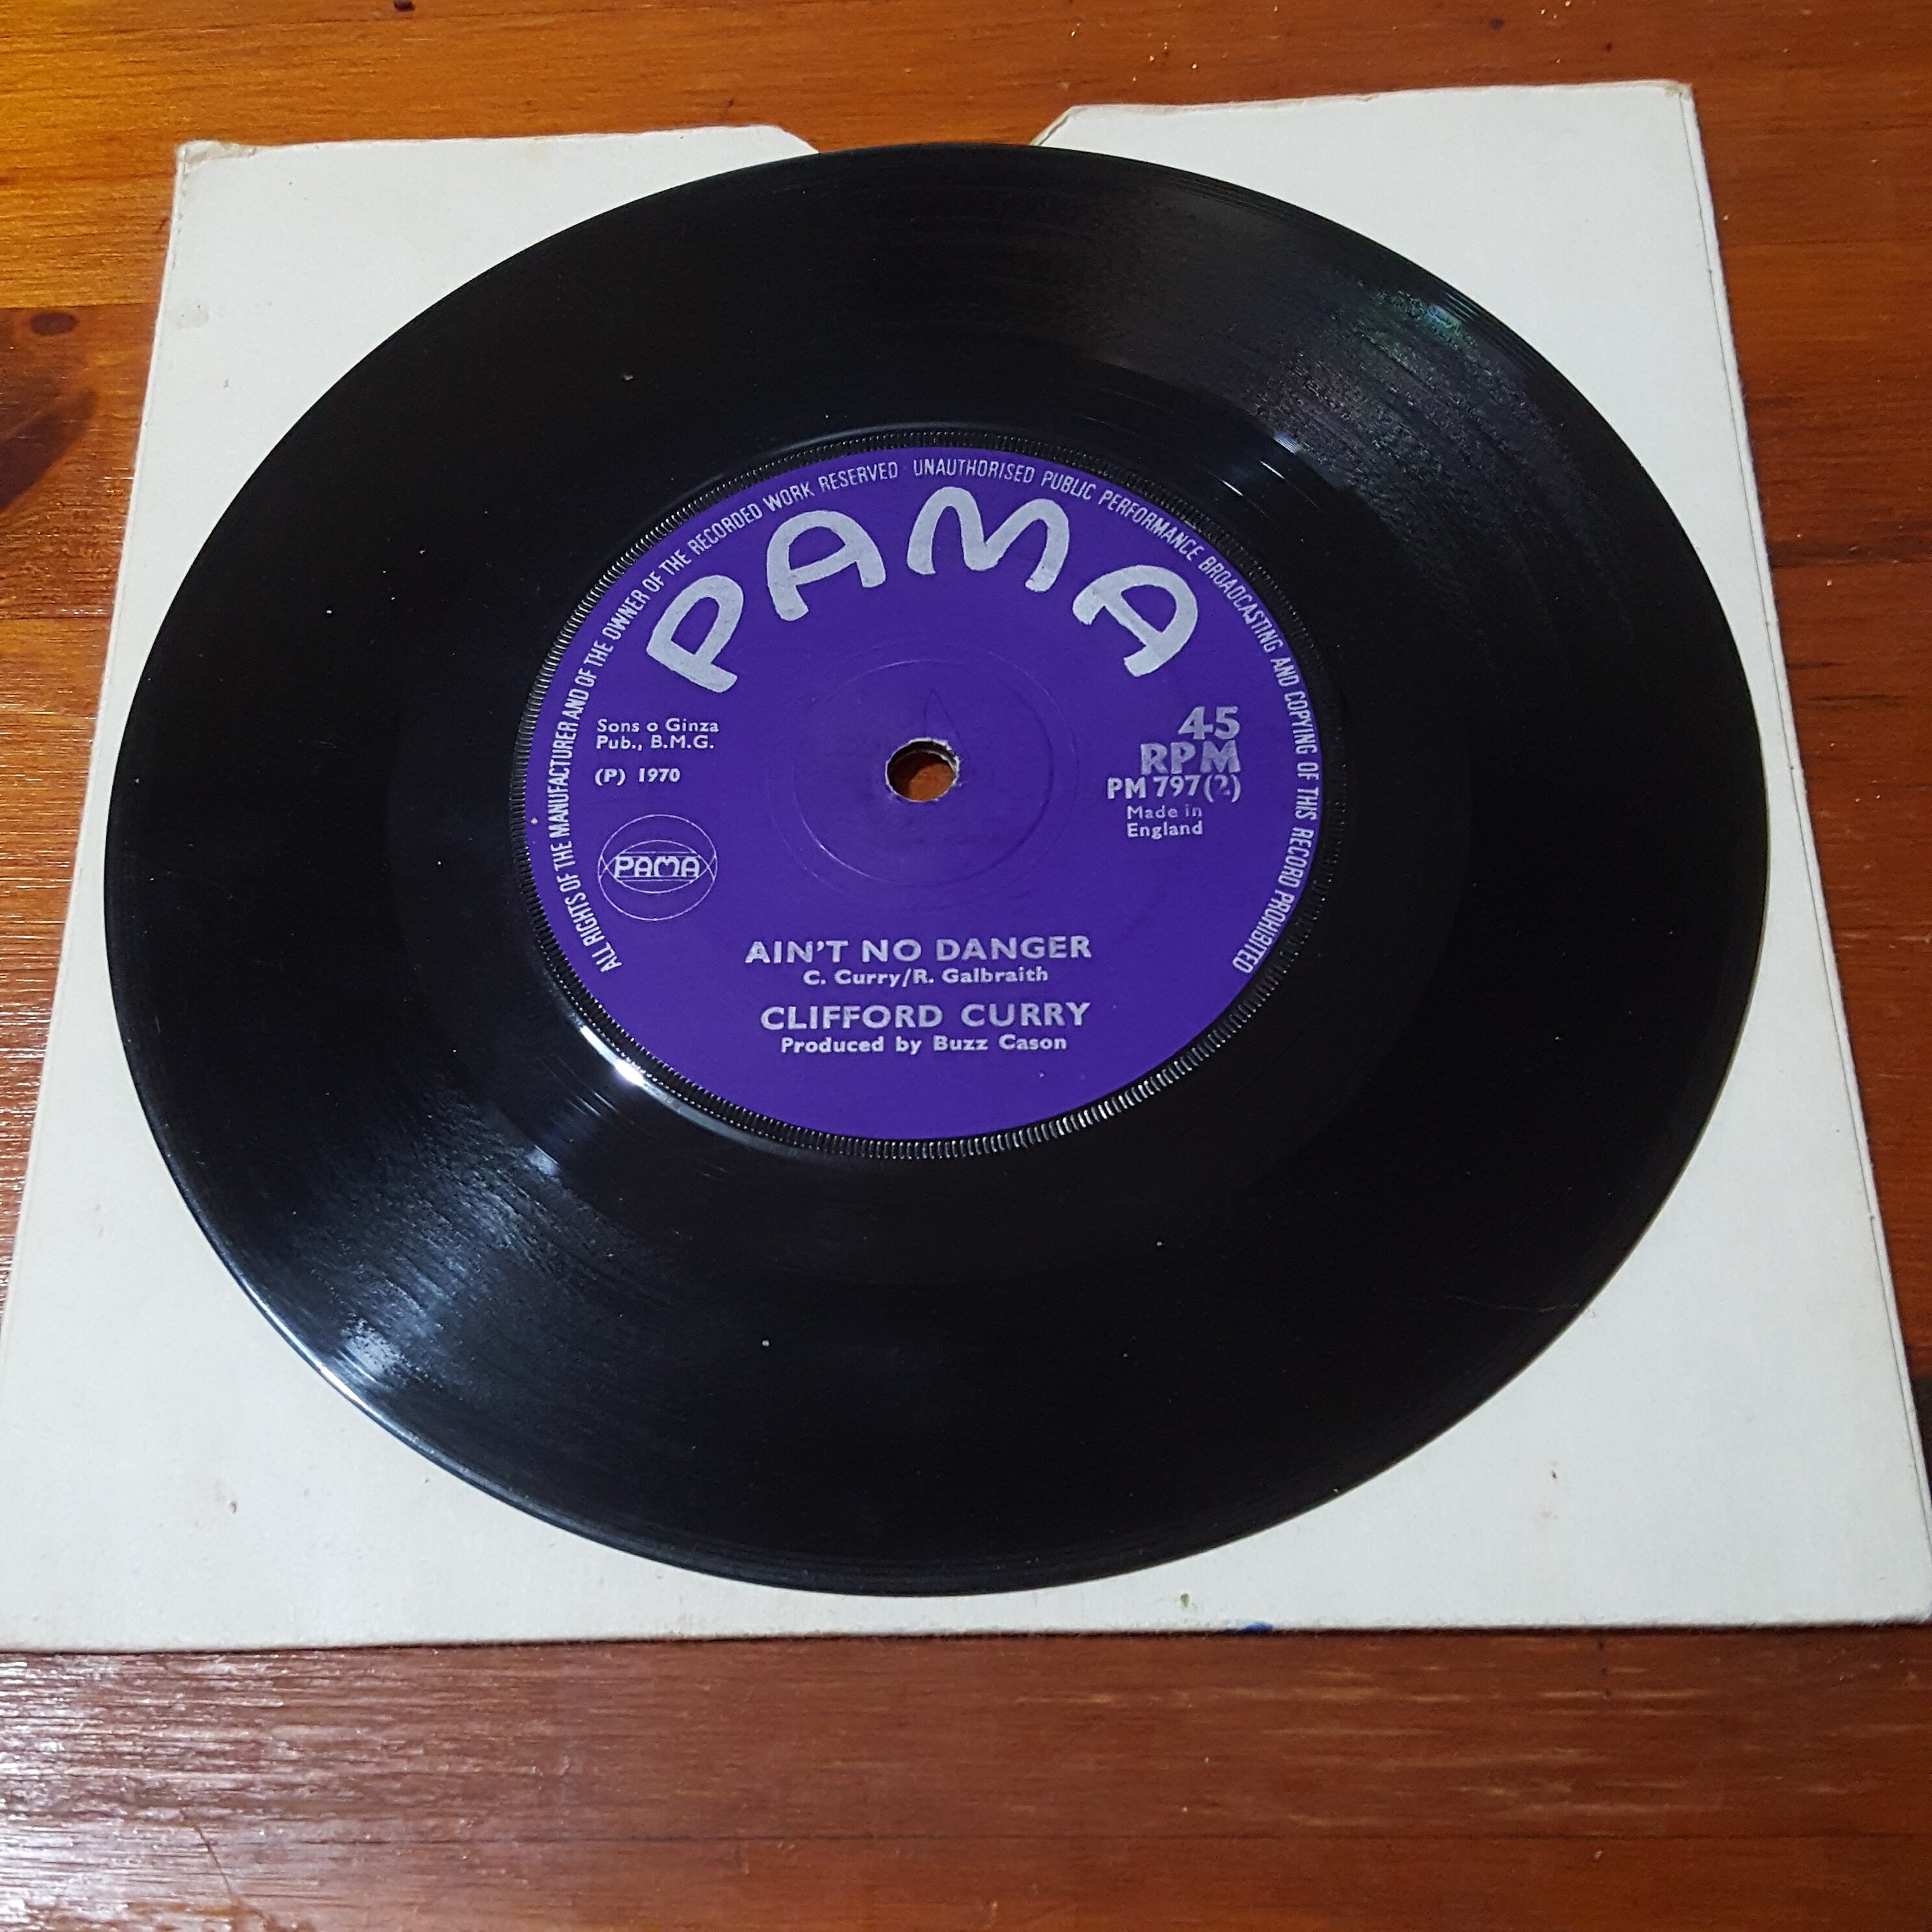 ALL RIGHTS OF THE MANUFACTURER AND OF THE OWNER OF THE RECORDED WORK RESERVED · UNAUTHORISED PUBLIC PERFORMANCE BROADCASTING AND COPYING OF THIS RECORD PROHIBITED
PAMA
Sons o Ginza
Pub., B.M.G.
(P) 1970
45
RPM
PM 797(2)
Made in
England
PAMA
AIN'T NO DANGER
C. Curry/R. Galbraith
CLIFFORD CURRY
Produced by Buzz Cason